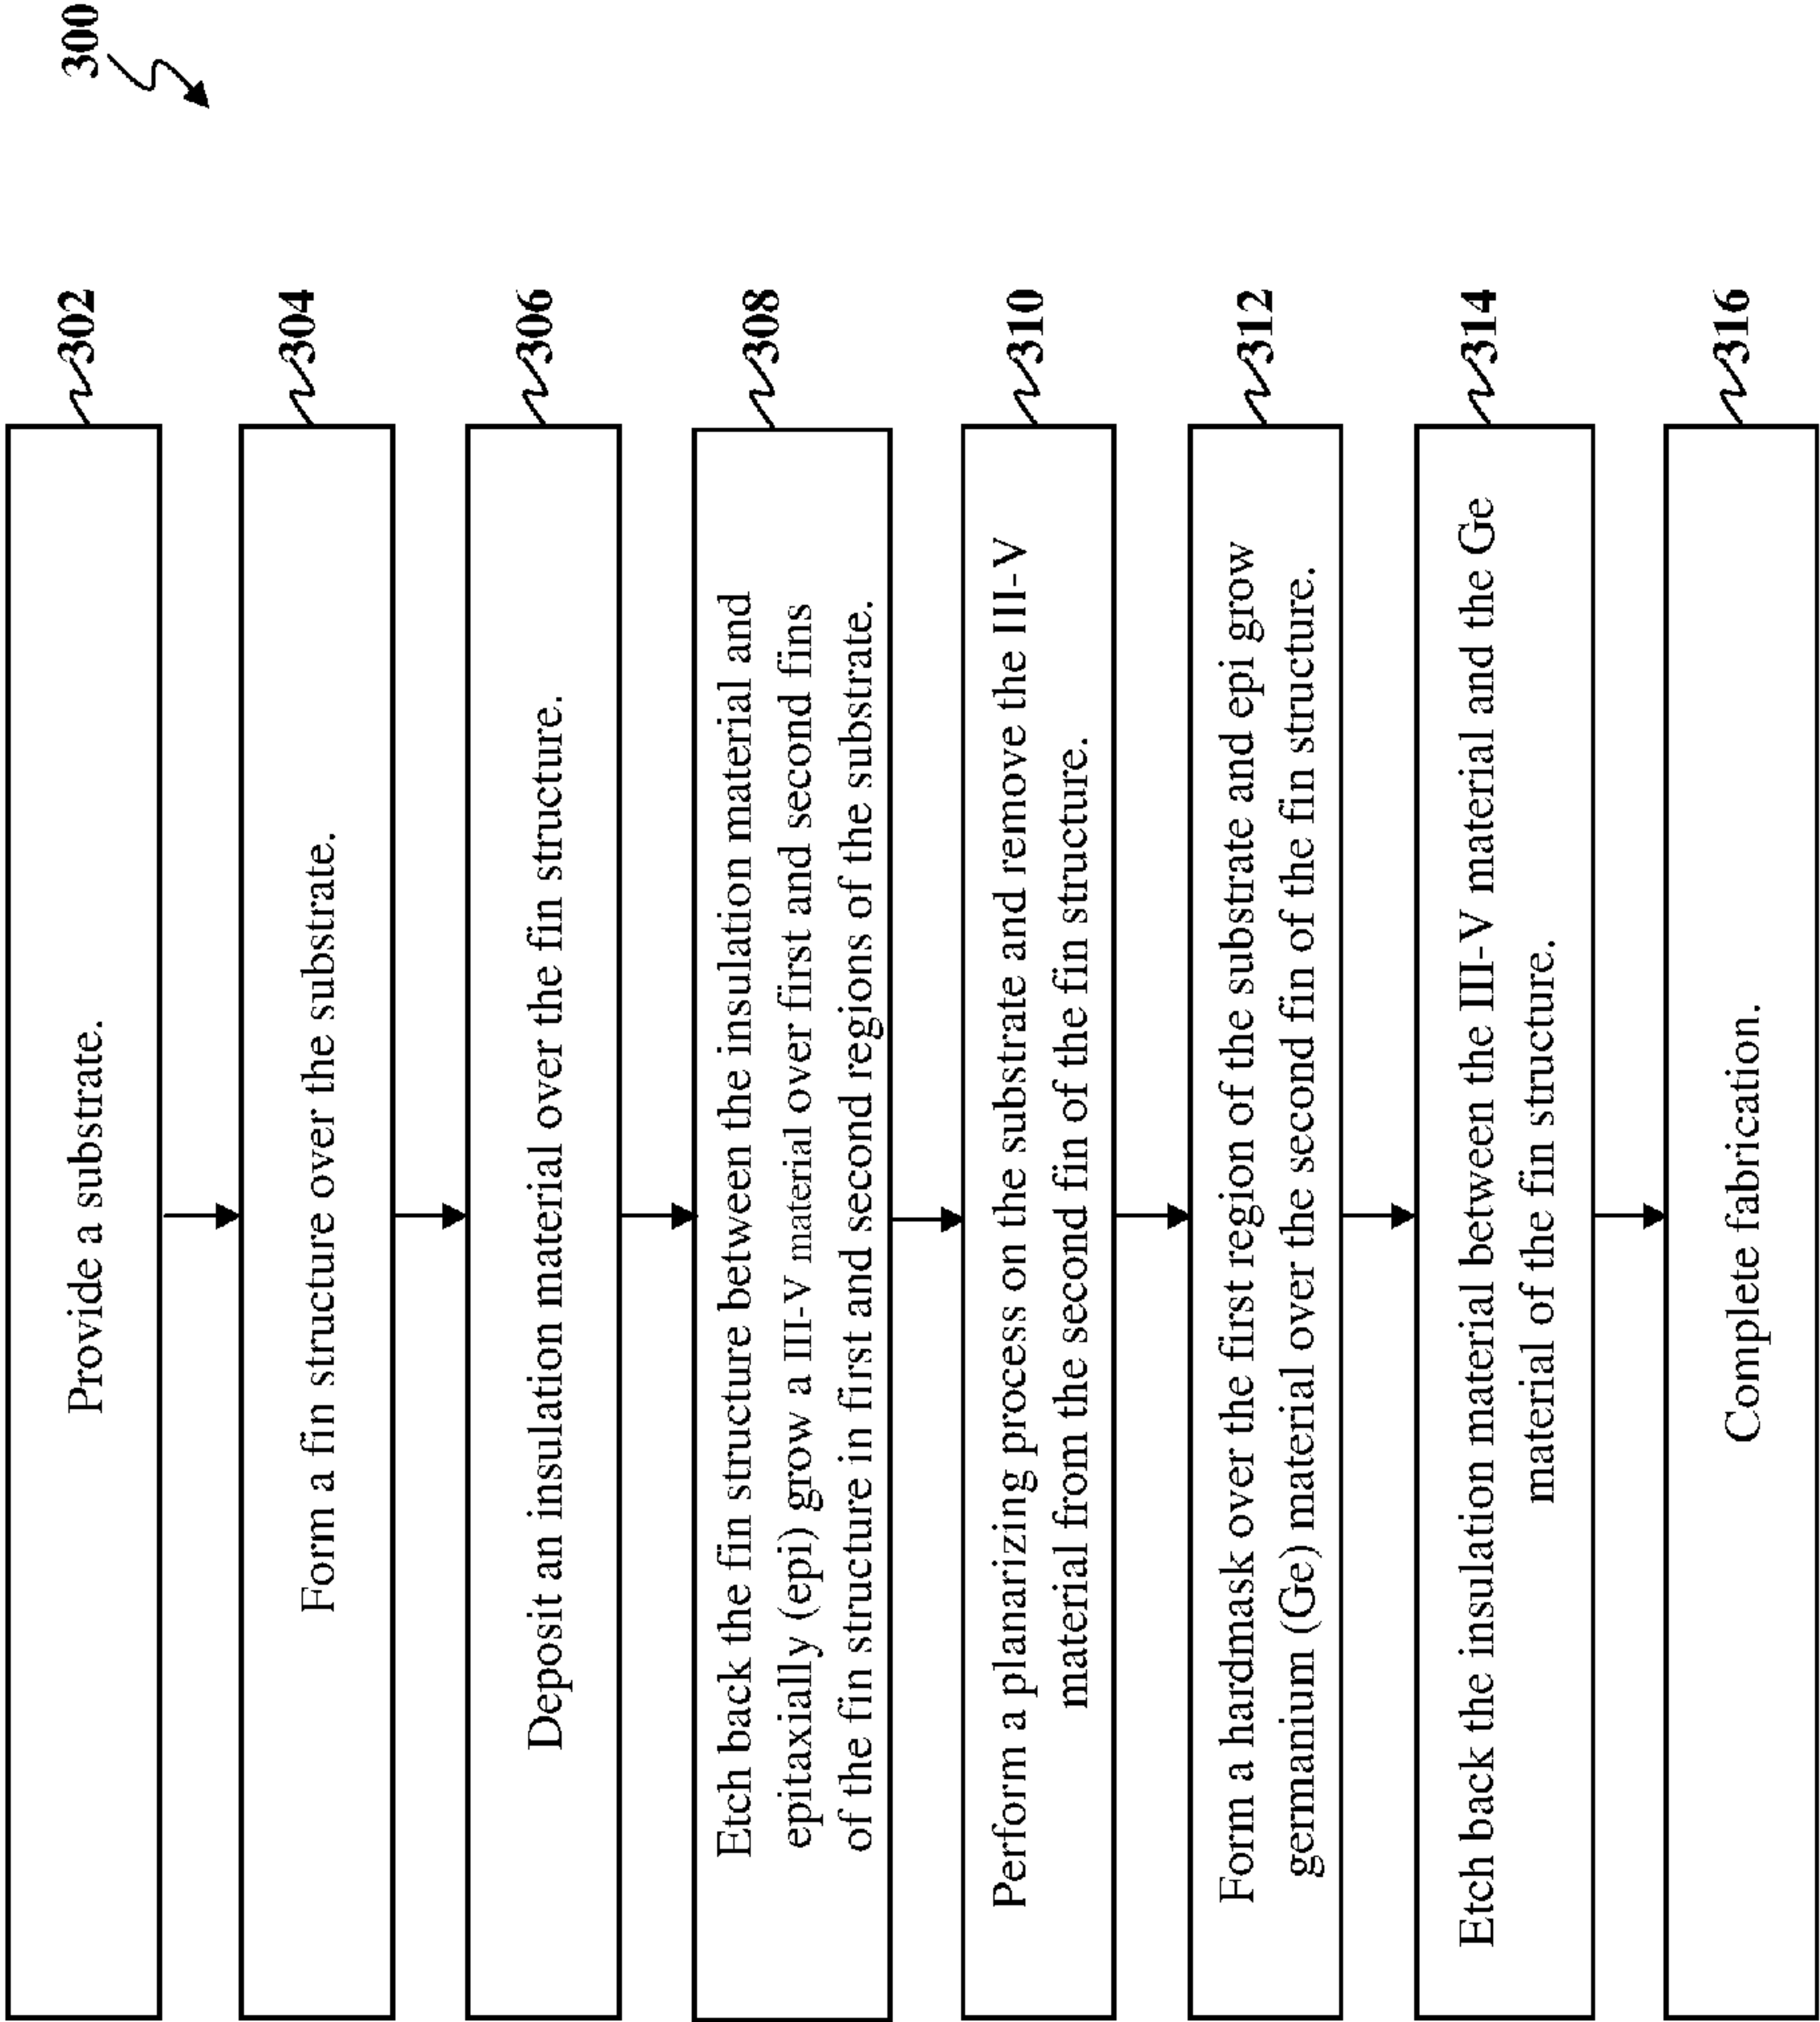 300
Provide a substrate.
302
Form a fin structure over the substrate.
304
Deposit an insulation material over the fin structure.
306
Etch back the fin structure between the insulation material and
epitaxially (epi) grow a III-V material over first and second fins
of the fin structure in first and second regions of the substrate.
308
Perform a planarizing process on the substrate and remove the III-V
material from the second fin of the fin structure.
310
Form a hardmask over the first region of the substrate and epi grow
germanium (Ge) material over the second fin of the fin structure.
312
Etch back the insulation material between the III-V material and the Ge
material of the fin structure.
314
Complete fabrication.
316